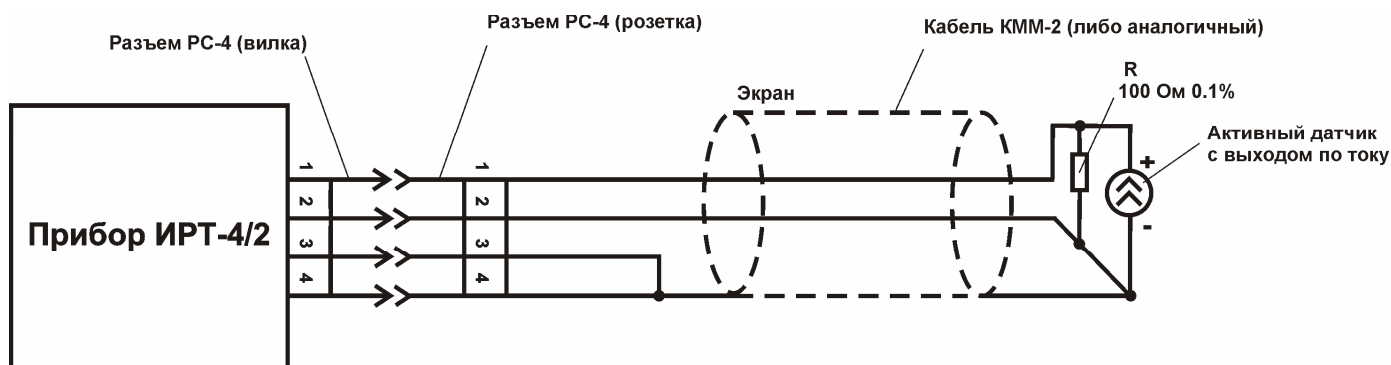 Разъем РС-4 (розетка)
Разъем РС-4 (вилка)
Кабель КММ-2 (либо аналогичный)
R
100 Ом 0.1%
Экран
Активный датчик
с выходом по току
+
-
Прибор ИРТ-4/2
1
2
3
4
1
2
3
4